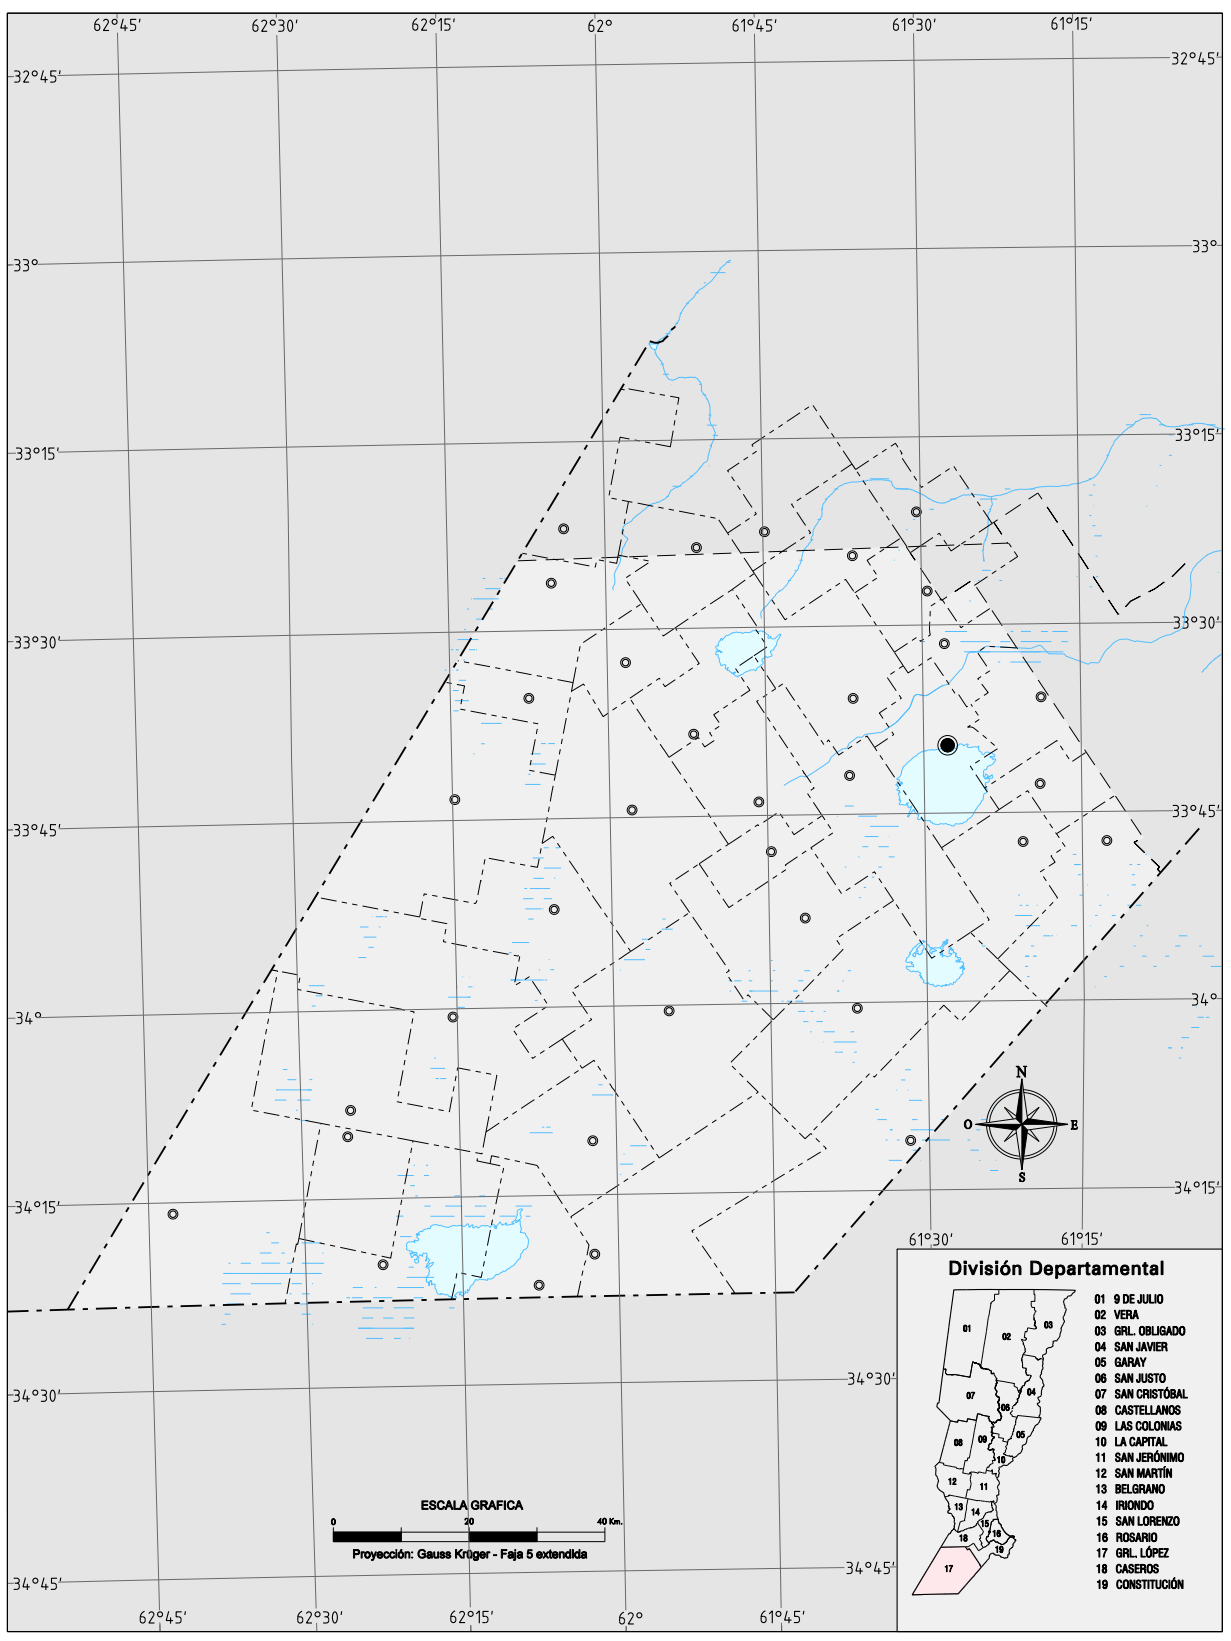 62°45' 62°30' 62°15' 62° 61°45' 61°30' 61°15'
32°45' 32°45'
33° 33°
33°15' 33°15'
33°30' 33°30'
33°45' 33°45'
34° 34°
N
O E
S
34°15' 34°15'
61°30' 61°15'
34°30' 34°30'
34°45' 34°45'
62°45' 62°30' 62°15' 62° 61°45'
ESCALA GRAFICA
0 20 40 Km.
Proyección: Gauss Krüger - Faja 5 extendida
División Departamental
01 9 DE JULIO
02 VERA
03 GRL. OBLIGADO
04 SAN JAVIER
05 GARAY
06 SAN JUSTO
07 SAN CRISTÓBAL
08 CASTELLANOS
09 LAS COLONIAS
10 LA CAPITAL
11 SAN JERÓNIMO
12 SAN MARTÍN
13 BELGRANO
14 IRIONDO
15 SAN LORENZO
16 ROSARIO
17 GRL. LÓPEZ
18 CASEROS
19 CONSTITUCIÓN
01
02
03
04
05
06
07
08
09
10
11
12
13
14
15
16
17
18
19